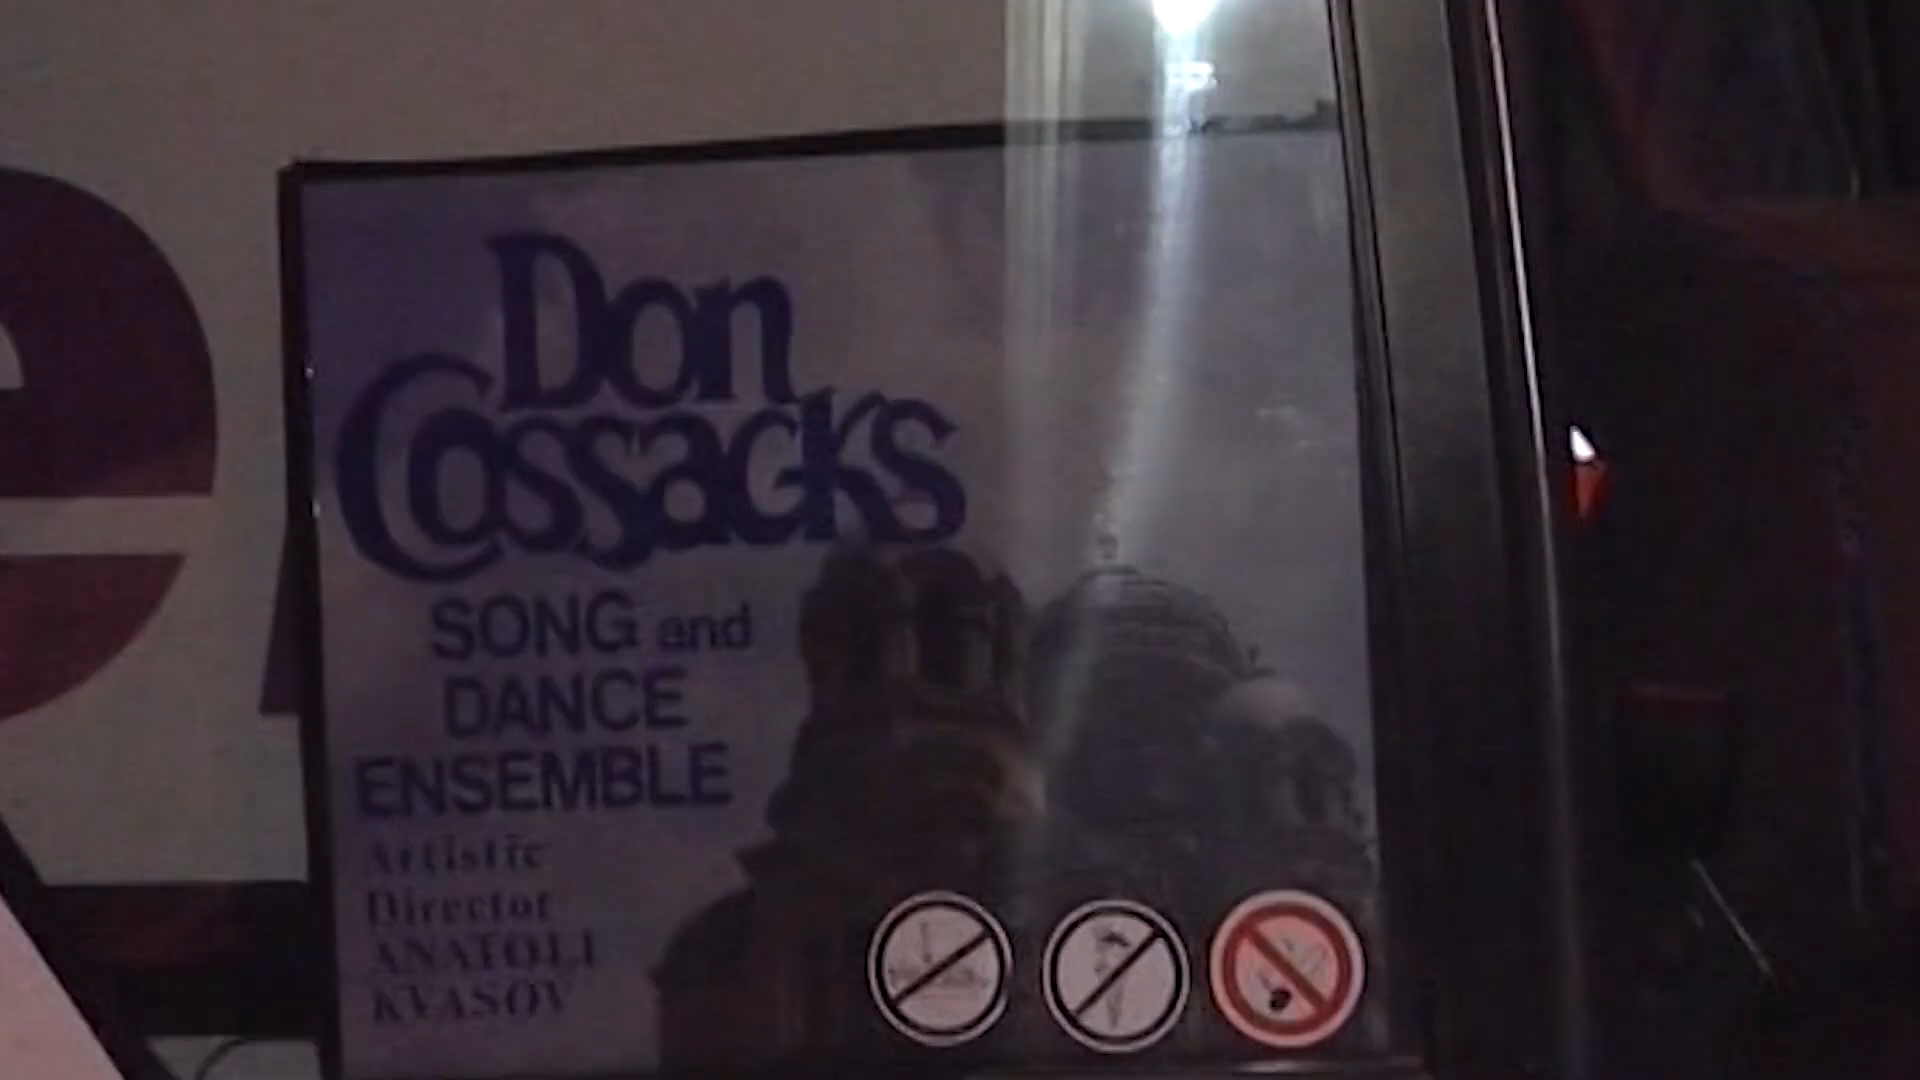 e
Don
Cossacks
SONG and
DANCE
ENSEMBLE
Artistic
Director
ANATOLI
KVASOV